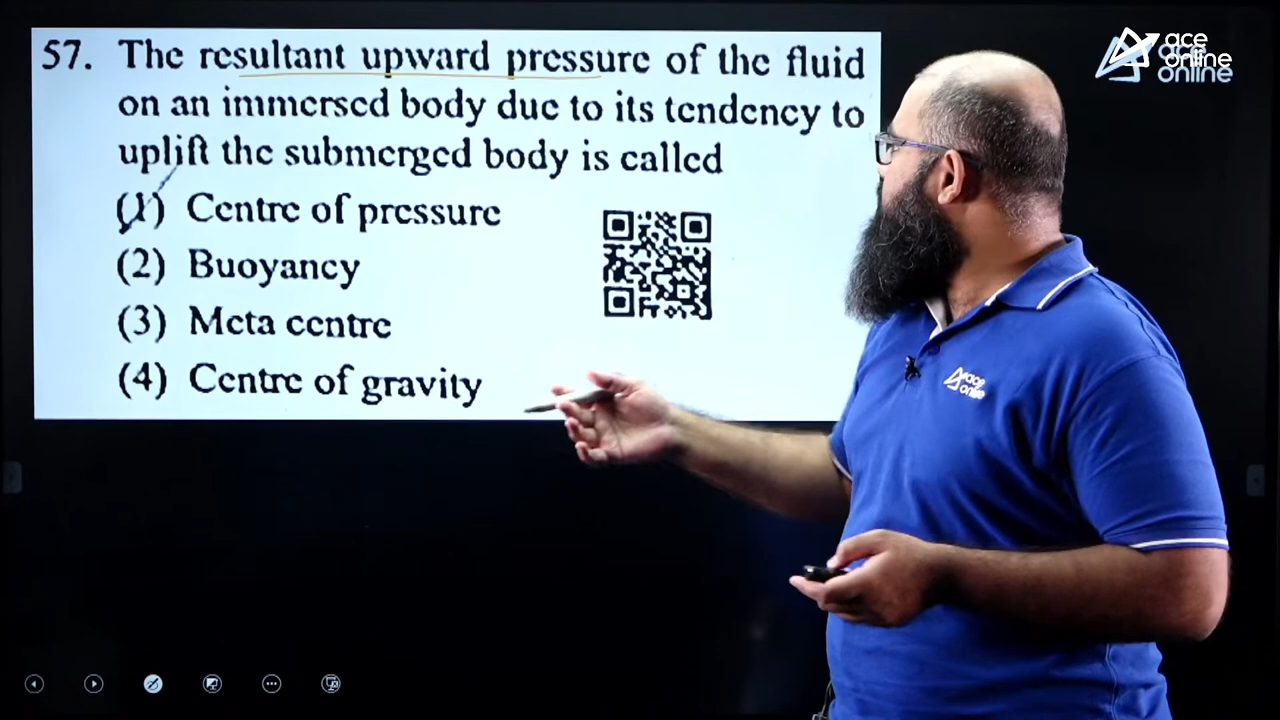 57. The resultant upward pressure of the fluid
on an immersed body due to its tendency to
uplift the submerged body is called
(1) Centre of pressure
(2) Buoyancy
(3) Meta centre
(4) Centre of gravity
ace
online
ace
online
ace
online